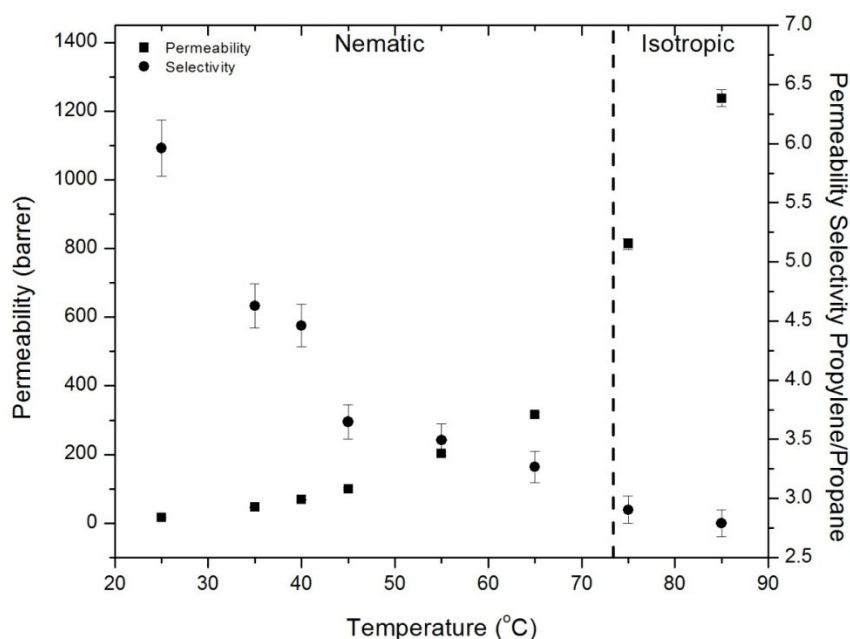 Nematic
Isotropic
Permeability
Selectivity
Permeability (barrer)
1400
1200
1000
800
600
400
200
0
7.0
6.5
6.0
5.5
5.0
4.5
4.0
3.5
3.0
2.5
Permeability Selectivity Propylene/Propane
20 30 40 50 60 70 80 90
Temperature (°C)